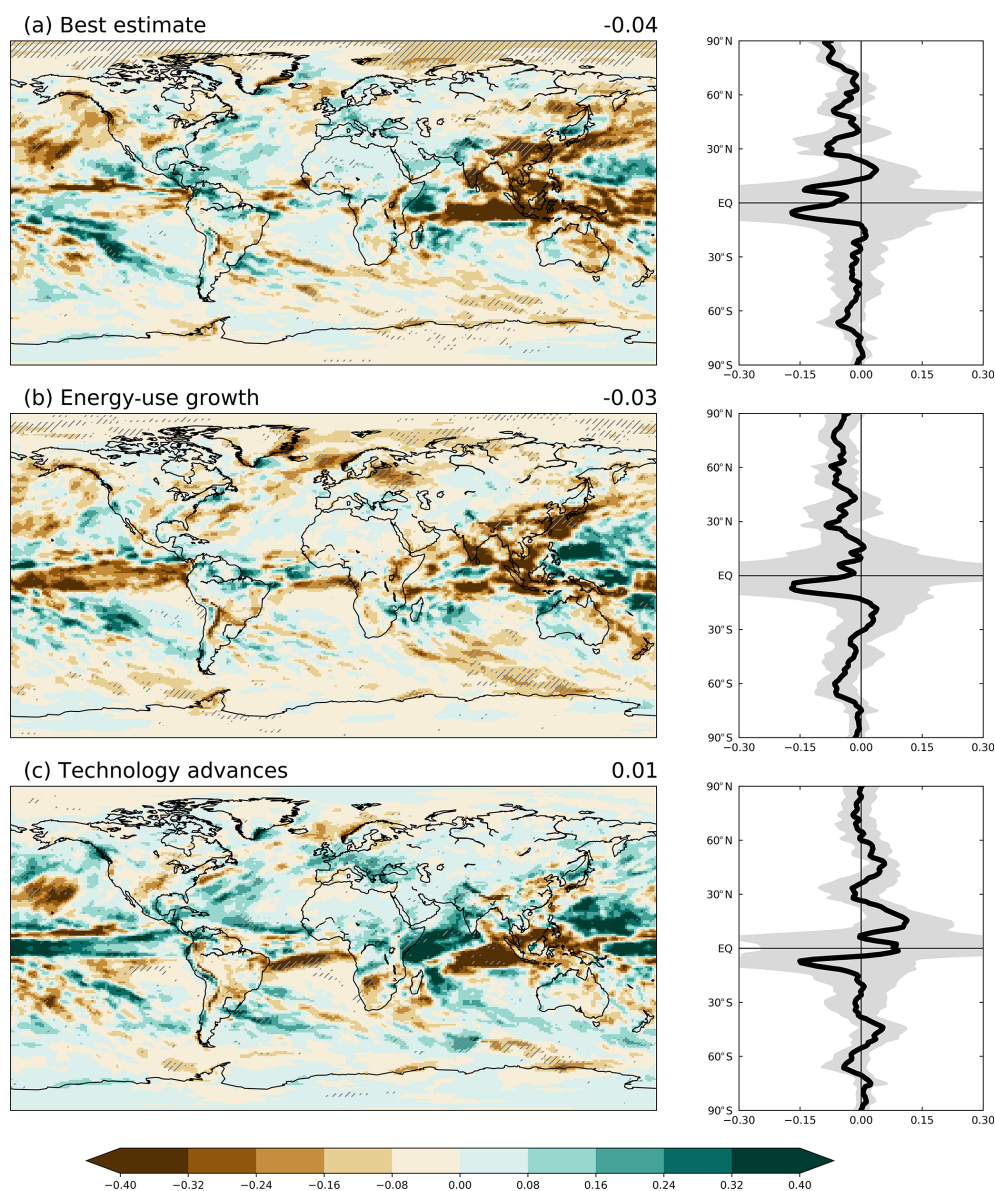 (a) Best estimate -0.04
90°N
60°N
30°N
EQ
30°S
60°S
90°S
−0.30 −0.15 0.00 0.15 0.30
(b) Energy-use growth -0.03
90°N
60°N
30°N
EQ
30°S
60°S
90°S
−0.30 −0.15 0.00 0.15 0.30
(c) Technology advances 0.01
90°N
60°N
30°N
EQ
30°S
60°S
90°S
−0.30 −0.15 0.00 0.15 0.30
−0.40 −0.32 −0.24 −0.16 −0.08 0.00 0.08 0.16 0.24 0.32 0.40